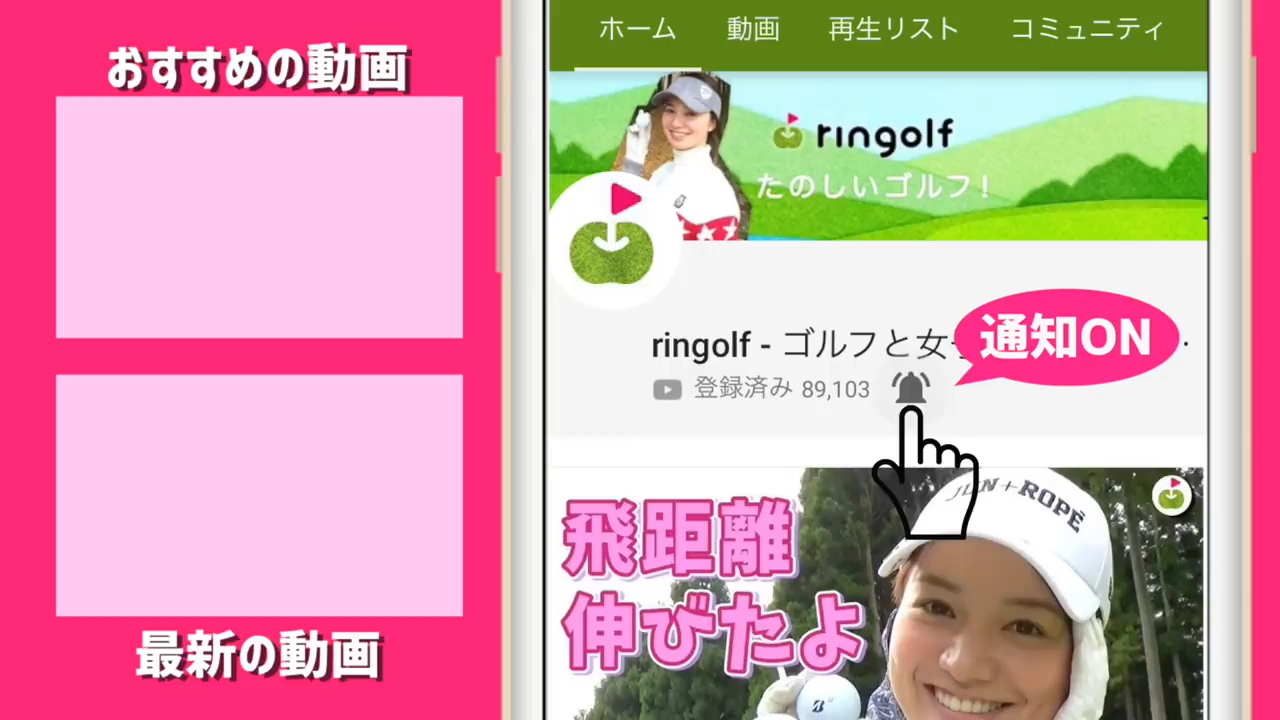 おすすめの動画
最新の動画
ホーム 動画 再生リスト コミュニティ
ringolf
たのしいゴルフ!
ringolf - ゴルフと女
通知ON
登録済み 89,103
JUN+ROPÉ
飛距離
伸びたよ
B